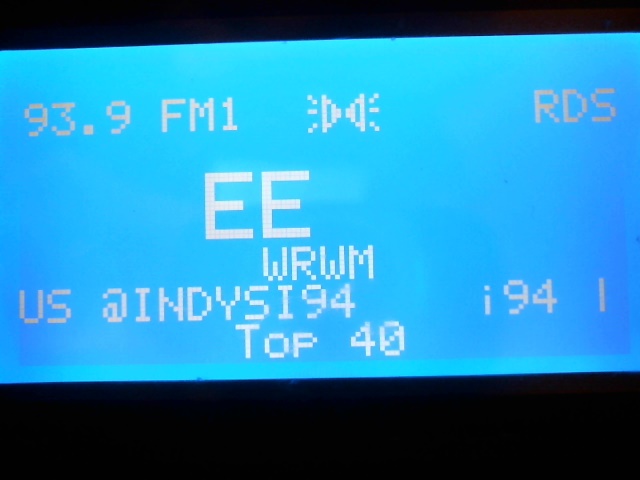 93.9 FM1 RDS
EE
WRWM
US @INDYSI94 i94 I
Top 40